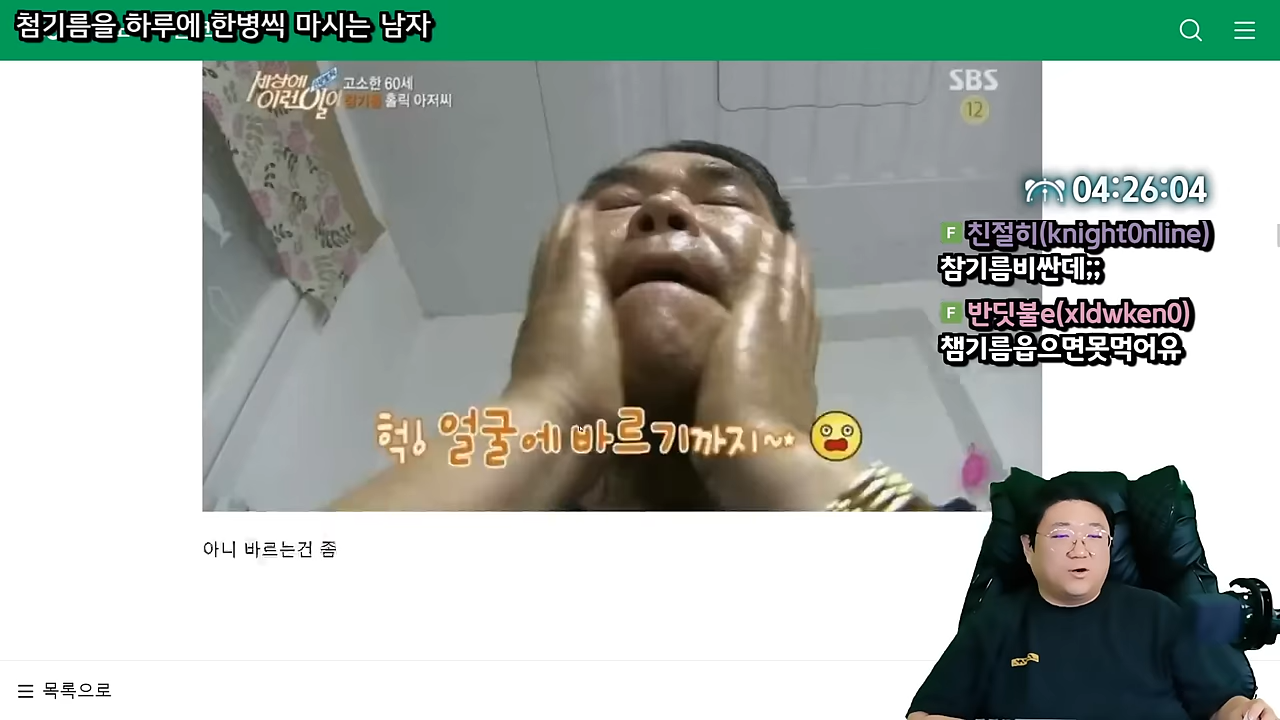 첨기름을 하루에 한병씩 마시는 남자
세상에 이런일이
고소한 60세
참기름 홀릭 아저씨
SBS
12
04:26:04
F 친절히(knight0nline)
참기름비싼데;;
F 반딧불e(xldwken0)
챔기름읎으면못먹어유
헉! 얼굴에 바르기까지~*
아니 바르는건 좀
목록으로